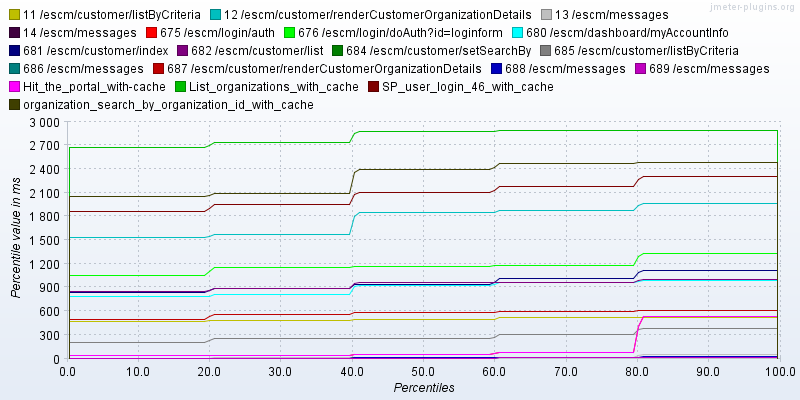 jmeter-plugins.org
11 /escm/customer/listByCriteria 12 /escm/customer/renderCustomerOrganizationDetails 13 /escm/messages
14 /escm/messages 675 /escm/login/auth 676 /escm/login/doAuth?id=loginform 680 /escm/dashboard/myAccountInfo
681 /escm/customer/index 682 /escm/customer/list 684 /escm/customer/setSearchBy 685 /escm/customer/listByCriteria
686 /escm/messages 687 /escm/customer/renderCustomerOrganizationDetails 688 /escm/messages 689 /escm/messages
Hit_the_portal_with-cache List_organizations_with_cache SP_user_login_46_with_cache
organization_search_by_organization_id_with_cache
3 000
2 700
2 400
2 100
1 800
1 500
1 200
900
600
300
0
Percentile value in ms
0.0 10.0 20.0 30.0 40.0 50.0 60.0 70.0 80.0 90.0 100.0
Percentiles